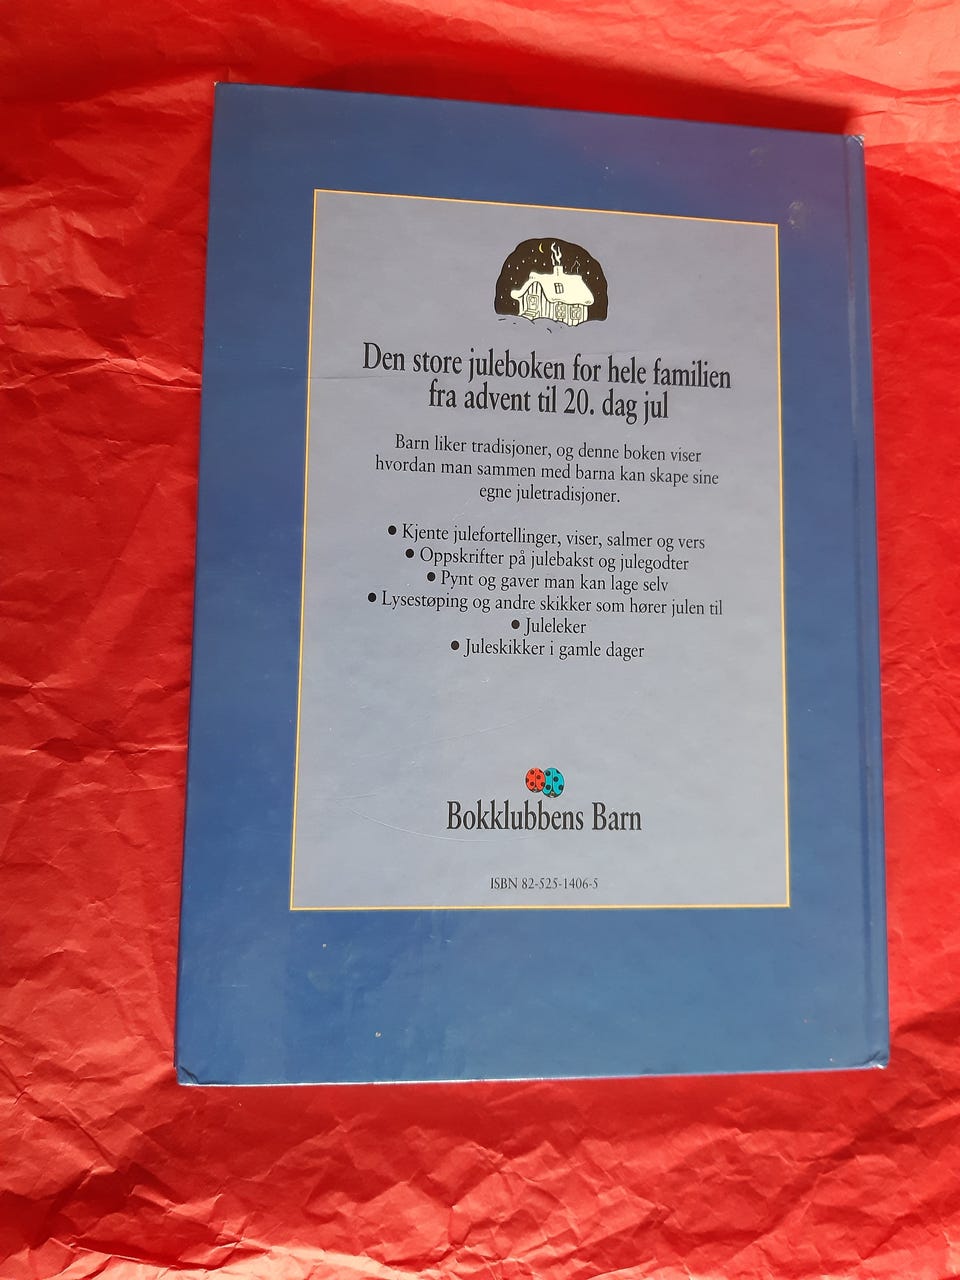 Den store juleboken for hele familien
fra advent til 20. dag jul
Barn liker tradisjoner, og denne boken viser
hvordan man sammen med barna kan skape sine
egne juletradisjoner.
● Kjente julefortellinger, viser, salmer og vers
● Oppskrifter på julebakst og julegodter
● Pynt og gaver man kan lage selv
● Lysestøping og andre skikker som hører julen til
● Juleleker
● Juleskikker i gamle dager
Bokklubbens Barn
ISBN 82-525-1406-5